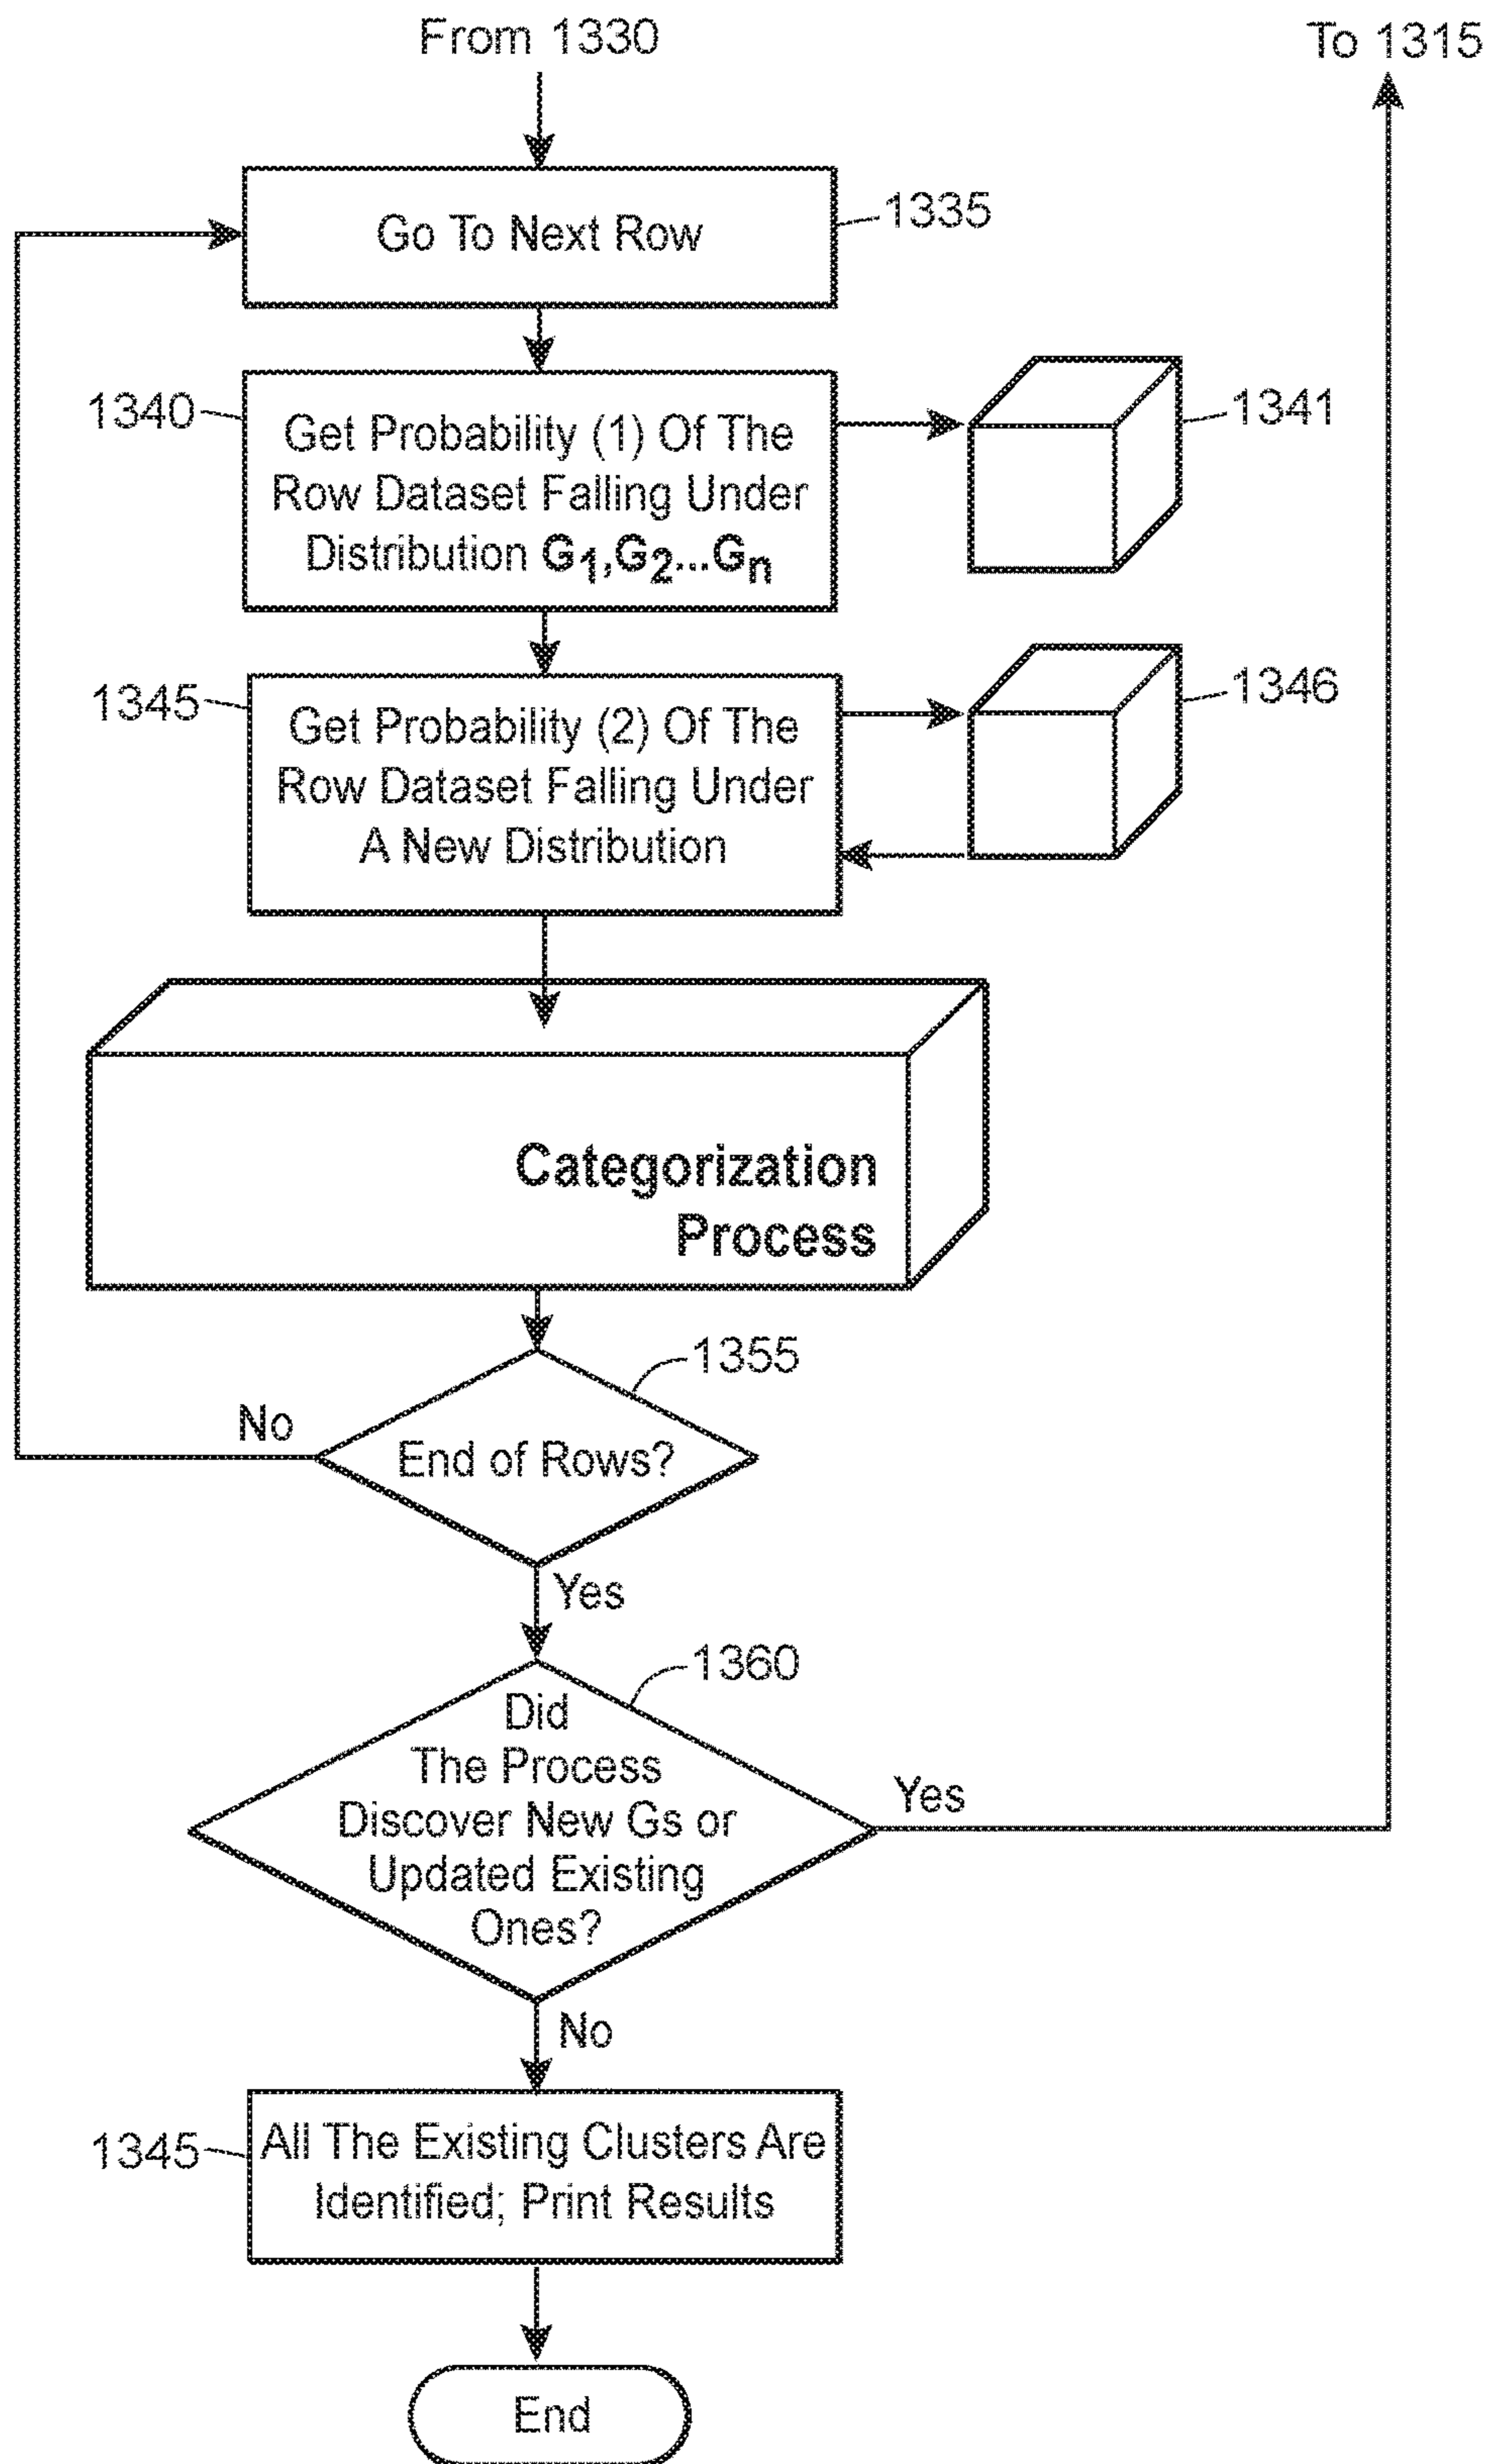 From 1330
To 1315
Go To Next Row
1335
1340
Get Probability (1) Of The
Row Dataset Falling Under
Distribution G1,G2...Gn
1341
1345
Get Probability (2) Of The
Row Dataset Falling Under
A New Distribution
1346
Categorization
Process
1355
No
End of Rows?
Yes
1360
Did
The Process
Discover New Gs or
Updated Existing
Ones?
Yes
No
1345
All The Existing Clusters Are
Identified; Print Results
End